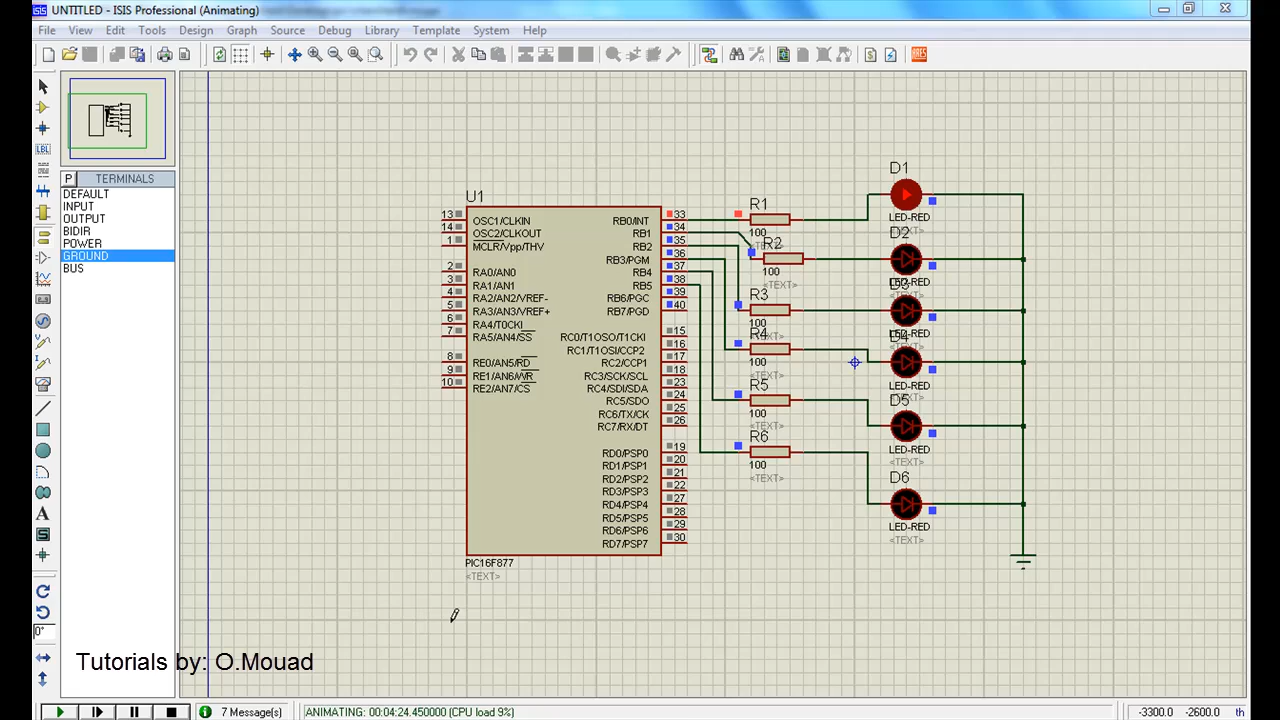 UNTITLED - ISIS Professional (Animating)
File View Edit Tools Design Graph Source Debug Library Template System Help
LBL
ARES
P TERMINALS
DEFAULT
INPUT
OUTPUT
BIDIR
POWER
GROUND
BUS
A
0°
U1
13 OSC1/CLKIN
14 OSC2/CLKOUT
1 MCLR/Vpp/THV
2 RA0/AN0
3 RA1/AN1
4 RA2/AN2/VREF-
5 RA3/AN3/VREF+
6 RA4/T0CKI
7 RA5/AN4/SS
8 RE0/AN5/RD
9 RE1/AN6/WR
10 RE2/AN7/CS
RB0/INT 33
RB1 34
RB2 35
RB3/PGM 36
RB4 37
RB5 38
RB6/PGC 39
RB7/PGD 40
RC0/T1OSO/T1CKI 15
RC1/T1OSI/CCP2 16
RC2/CCP1 17
RC3/SCK/SCL 18
RC4/SDI/SDA 23
RC5/SDO 24
RC6/TX/CK 25
RC7/RX/DT 26
RD0/PSP0 19
RD1/PSP1 20
RD2/PSP2 21
RD3/PSP3 22
RD4/PSP4 27
RD5/PSP5 28
RD6/PSP6 29
RD7/PSP7 30
PIC16F877
<TEXT>
R1
100
<TEXT>
R2
100
<TEXT>
R3
100
R4
100
<TEXT>
R5
100
<TEXT>
R6
100
<TEXT>
D1
LED-RED
D2
LED-RED
D3
LED-RED
D4
LED-RED
D5
LED-RED
<TEXT>
D6
LED-RED
<TEXT>
Tutorials by: O.Mouad
7 Message(s) ANIMATING: 00:04:24.450000 (CPU load 9%) -3300.0 -2600.0 th